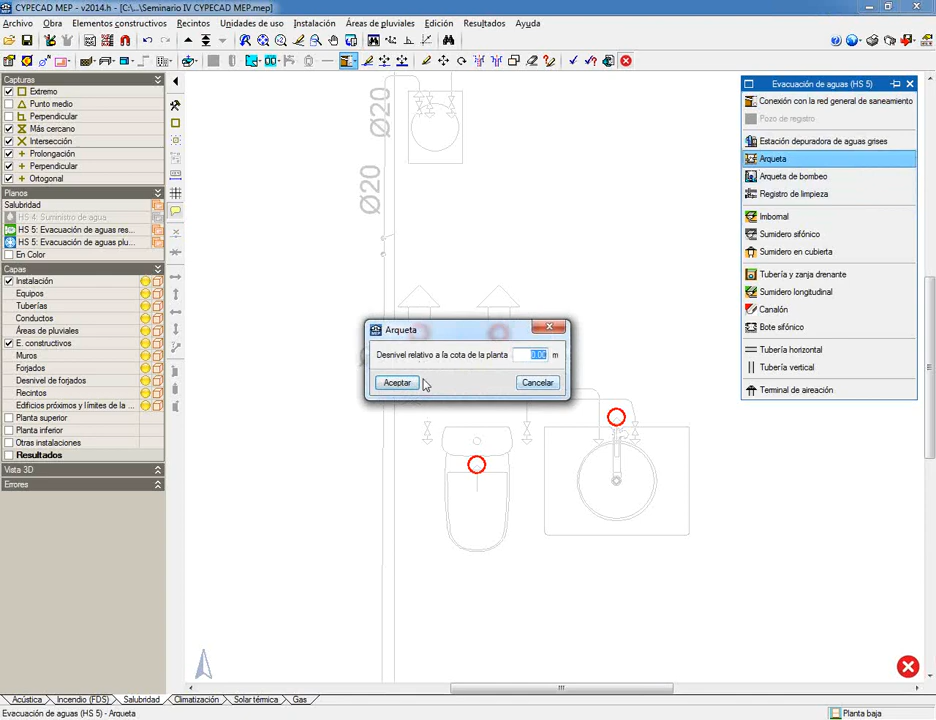 CYPECAD MEP - v2014.h - [C:\...\Seminario IV CYPECAD MEP.mep]
Archivo Obra Elementos constructivos Recintos Unidades de uso Instalación Áreas de pluviales Edición Resultados Ayuda
Capturas
Extremo
Punto medio
Perpendicular
Más cercano
Intersección
Prolongación
Perpendicular
Ortogonal
Planos
Salubridad
HS 4: Suministro de agua
HS 5: Evacuación de aguas res...
HS 5: Evacuación de aguas plu...
En Color
Capas
Instalación
Equipos
Tuberías
Conductos
Áreas de pluviales
E. constructivos
Muros
Forjados
Desnivel de forjados
Recintos
Edificios próximos y límites de la ...
Planta superior
Planta inferior
Otras instalaciones
Resultados
Vista 3D
Errores
Ø20
Ø20
Arqueta
Desnivel relativo a la cota de la planta 0.00 m
Aceptar Cancelar
Evacuación de aguas (HS 5)
Conexión con la red general de saneamiento
Pozo de registro
Estación depuradora de aguas grises
Arqueta
Arqueta de bombeo
Registro de limpieza
Imbornal
Sumidero sifónico
Sumidero en cubierta
Tubería y zanja drenante
Sumidero longitudinal
Canalón
Bote sifónico
Tubería horizontal
Tubería vertical
Terminal de aireación
Acústica Incendio (FDS) Salubridad Climatización Solar térmica Gas
Evacuación de aguas (HS 5) - Arqueta
Planta baja